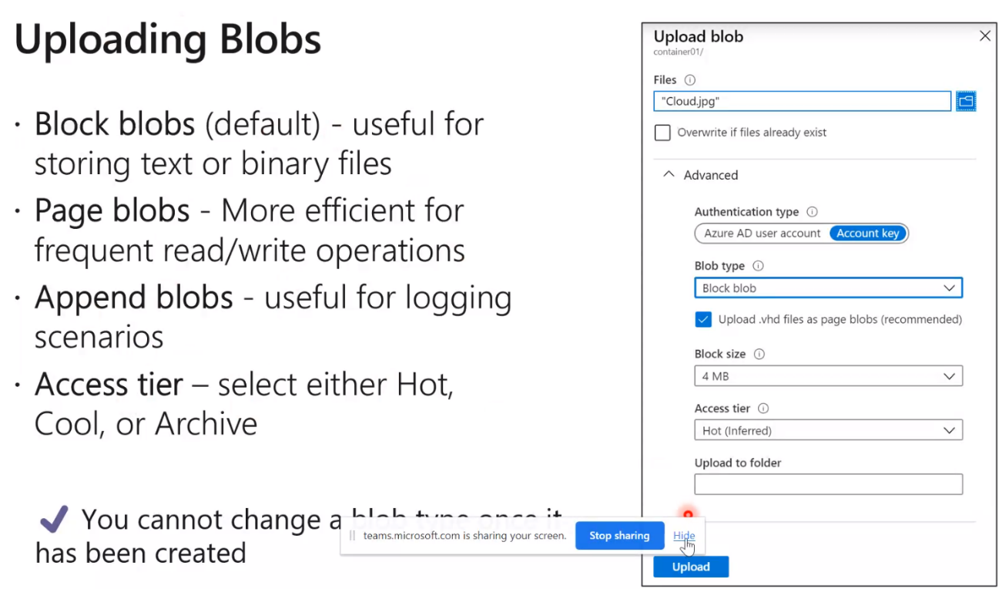 Uploading Blobs
· Block blobs (default) - useful for
storing text or binary files
· Page blobs - More efficient for
frequent read/write operations
· Append blobs - useful for logging
scenarios
· Access tier – select either Hot,
Cool, or Archive
You cannot change a blob type once it
has been created
Upload blob
container01/
Files
"Cloud.jpg"
Overwrite if files already exist
Advanced
Authentication type
Azure AD user account Account key
Blob type
Block blob
Upload .vhd files as page blobs (recommended)
Block size
4 MB
Access tier
Hot (Inferred)
Upload to folder
teams.microsoft.com is sharing your screen. Stop sharing Hide
Upload